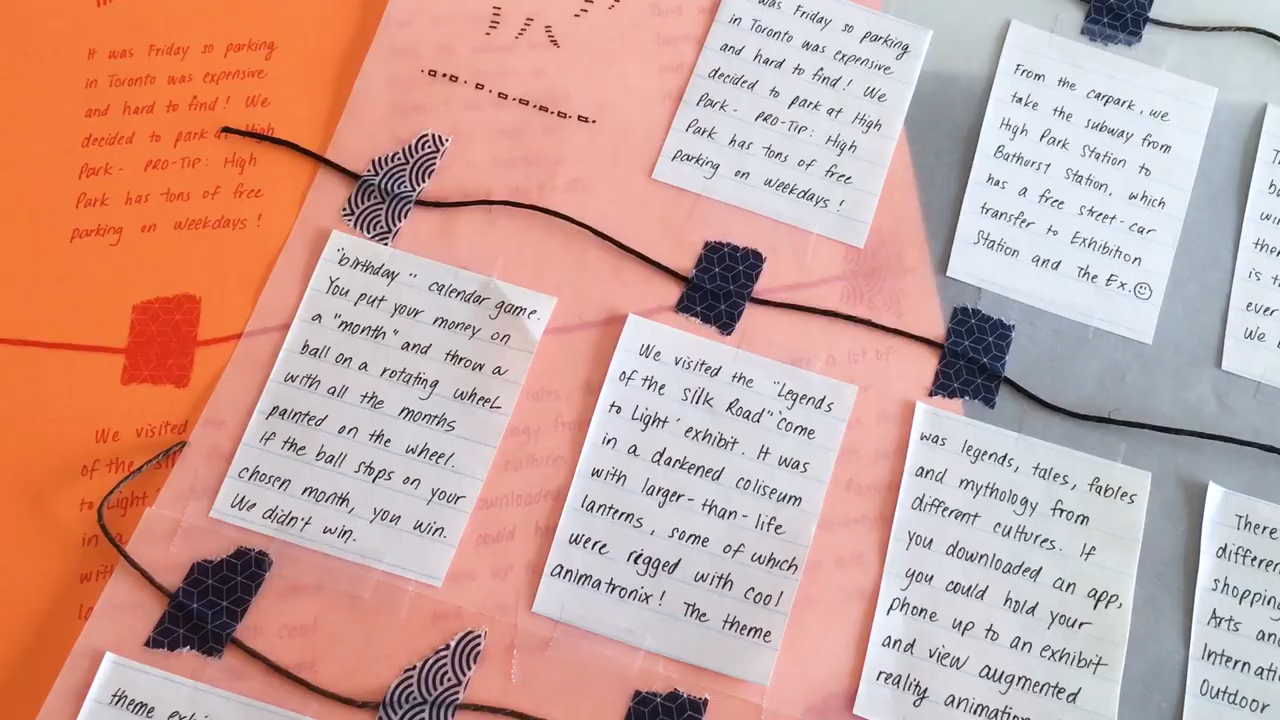 It was Friday so parking
in Toronto was expensive
and hard to find! We
decided to park at High
Park - PRO-TIP: High
Park has tons of free
parking on weekdays!
We visited
of the
to Light'
in a
was Friday so parking
in Toronto was expensive
and hard to find! We
decided to park at High
Park - PRO-TIP: High
Park has tons of free
parking on weekdays!
From the carpark, we
take the subway from
High Park Station to
Bathurst Station, which
has a free street-car
transfer to Exhibition
Station and the Ex.☺
"birthday" calendar game.
You put your money on
a "month" and throw a
ball on a rotating wheel
with all the months
painted on the wheel.
If the ball stops on your
chosen month, you win.
We didn't win.
We visited the "Legends
of the Silk Road" 'come
to Light' exhibit. It was
in a darkened coliseum
with larger-than-life
lanterns, some of which
were rigged with cool
animatronix! The theme
was legends, tales, fables
and mythology from
different cultures. If
you downloaded an app,
you could hold your
phone up to an exhibit
and view augmented
reality
is
ever
We
There
shopping
Arts
Outdoor
theme